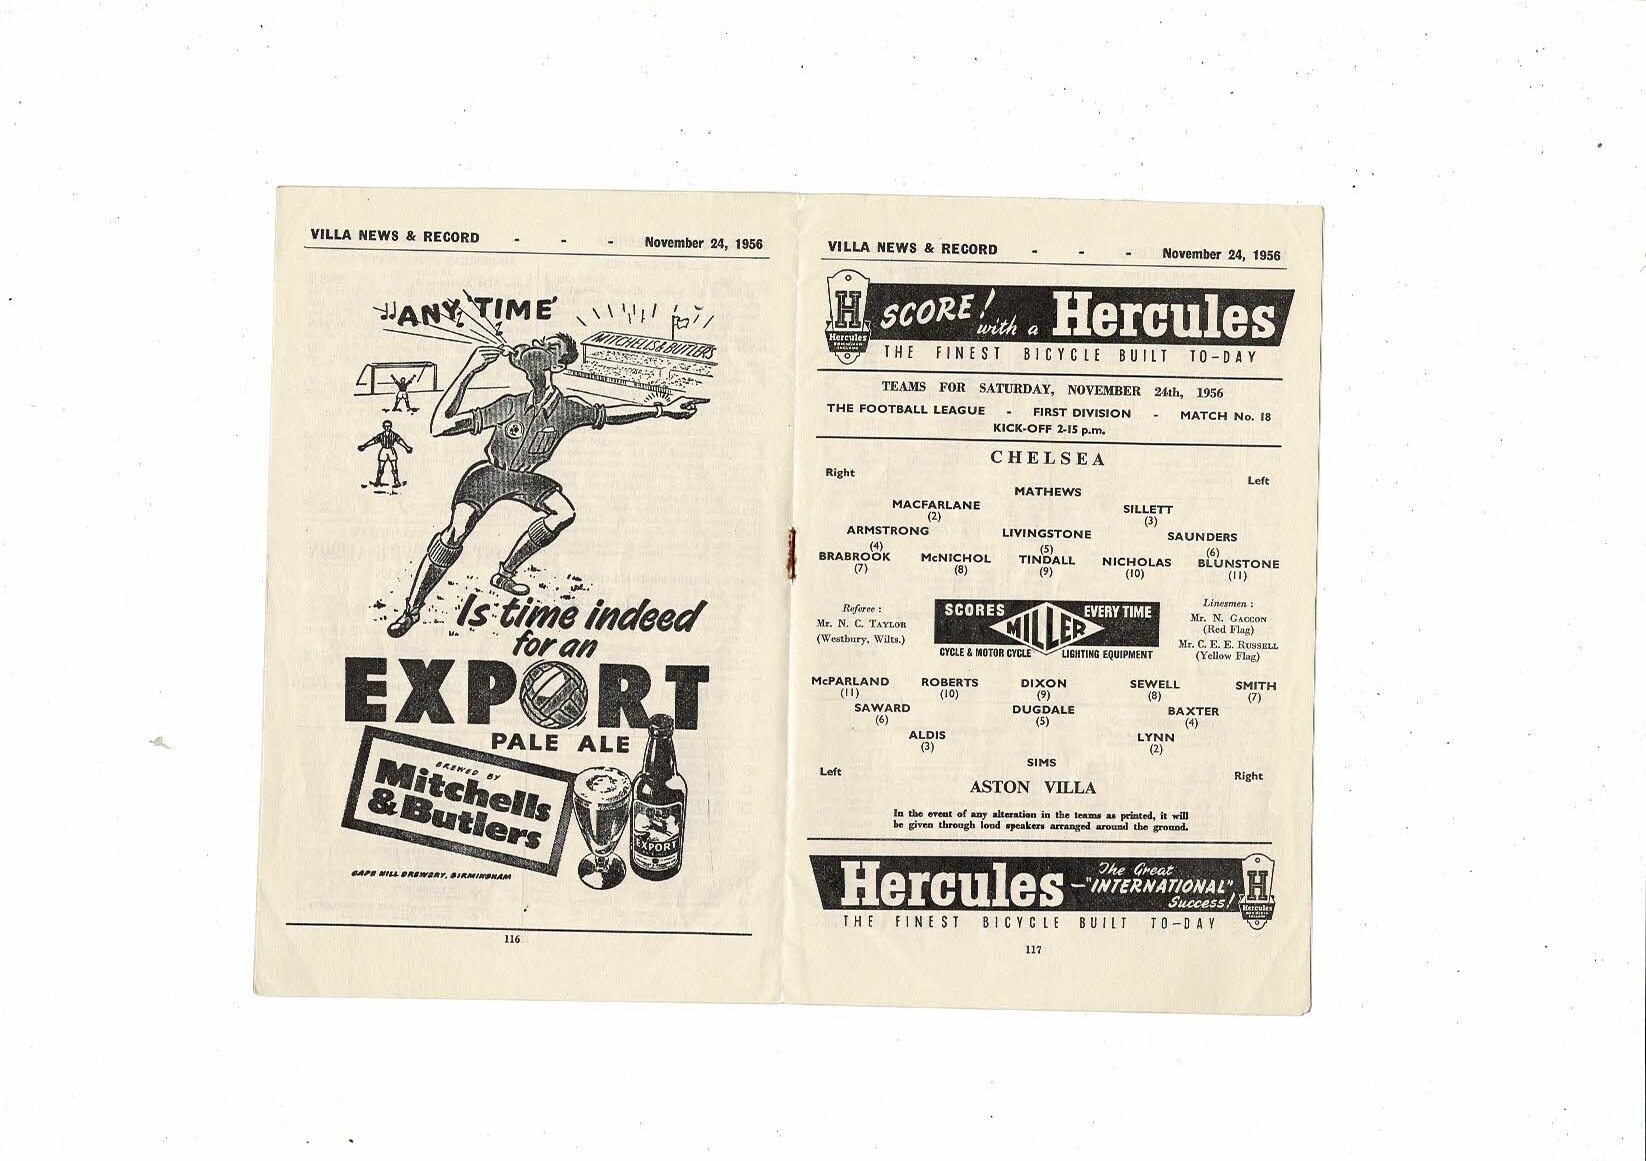 VILLA NEWS & RECORD - - - November 24, 1956
'ANY TIME'
MITCHELLS & BUTLERS
Is time indeed
for an
EXPORT
PALE ALE
BREWED BY
Mitchells
& Butlers
EXPORT
CAPE HILL BREWERY, BIRMINGHAM
116
VILLA NEWS & RECORD - - - November 24, 1956
H
Hercules
BIRMINGHAM
ENGLAND
SCORE! with a Hercules
THE FINEST BICYCLE BUILT TO-DAY
TEAMS FOR SATURDAY, NOVEMBER 24th, 1956
THE FOOTBALL LEAGUE - FIRST DIVISION - MATCH No. 18
KICK-OFF 2-15 p.m.
CHELSEA
Right Left
MATHEWS
MACFARLANE SILLETT
(2) (3)
ARMSTRONG LIVINGSTONE SAUNDERS
(4) (5) (6)
BRABROOK McNICHOL TINDALL NICHOLAS BLUNSTONE
(7) (8) (9) (10) (11)
Referee :
Mr. N. C. TAYLOR
(Westbury, Wilts.)
SCORES EVERY TIME
MILLER
CYCLE & MOTOR CYCLE LIGHTING EQUIPMENT
Linesmen :
Mr. N. GACCON
(Red Flag)
Mr. C. E. E. RUSSELL
(Yellow Flag)
McPARLAND ROBERTS DIXON SEWELL SMITH
(11) (10) (9) (8) (7)
SAWARD DUGDALE BAXTER
(6) (5) (4)
ALDIS LYNN
(3) (2)
SIMS
Left Right
ASTON VILLA
In the event of any alteration in the teams as printed, it will
be given through loud speakers arranged around the ground.
Hercules - The Great
"INTERNATIONAL"
Success!
H
Hercules
THE FINEST BICYCLE BUILT TO-DAY
117